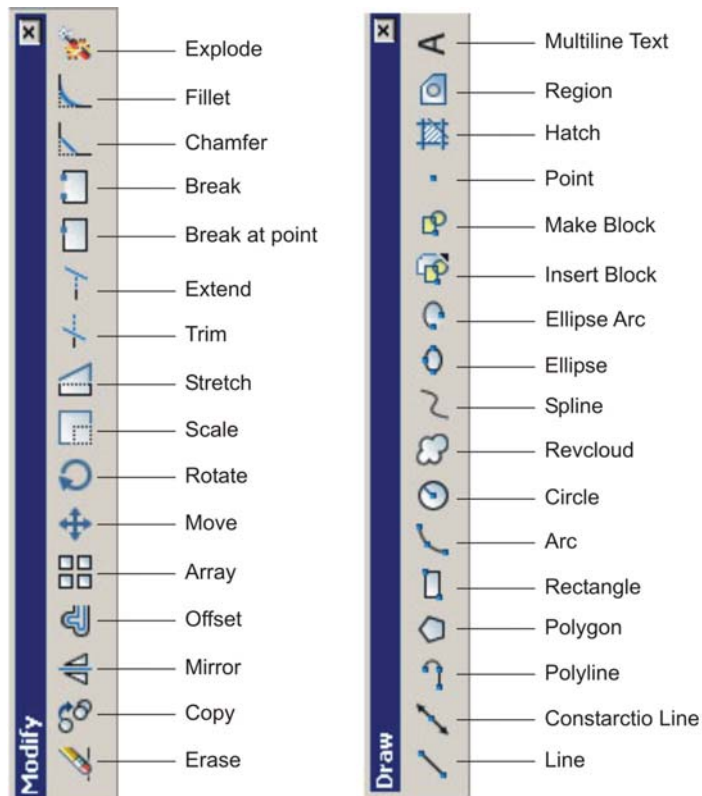 Modify
Explode
Fillet
Chamfer
Break
Break at point
Extend
Trim
Stretch
Scale
Rotate
Move
Array
Offset
Mirror
Copy
Erase
Draw
A
Multiline Text
Region
Hatch
Point
Make Block
Insert Block
Ellipse Arc
Ellipse
Spline
Revcloud
Circle
Arc
Rectangle
Polygon
Polyline
Constarctio Line
Line